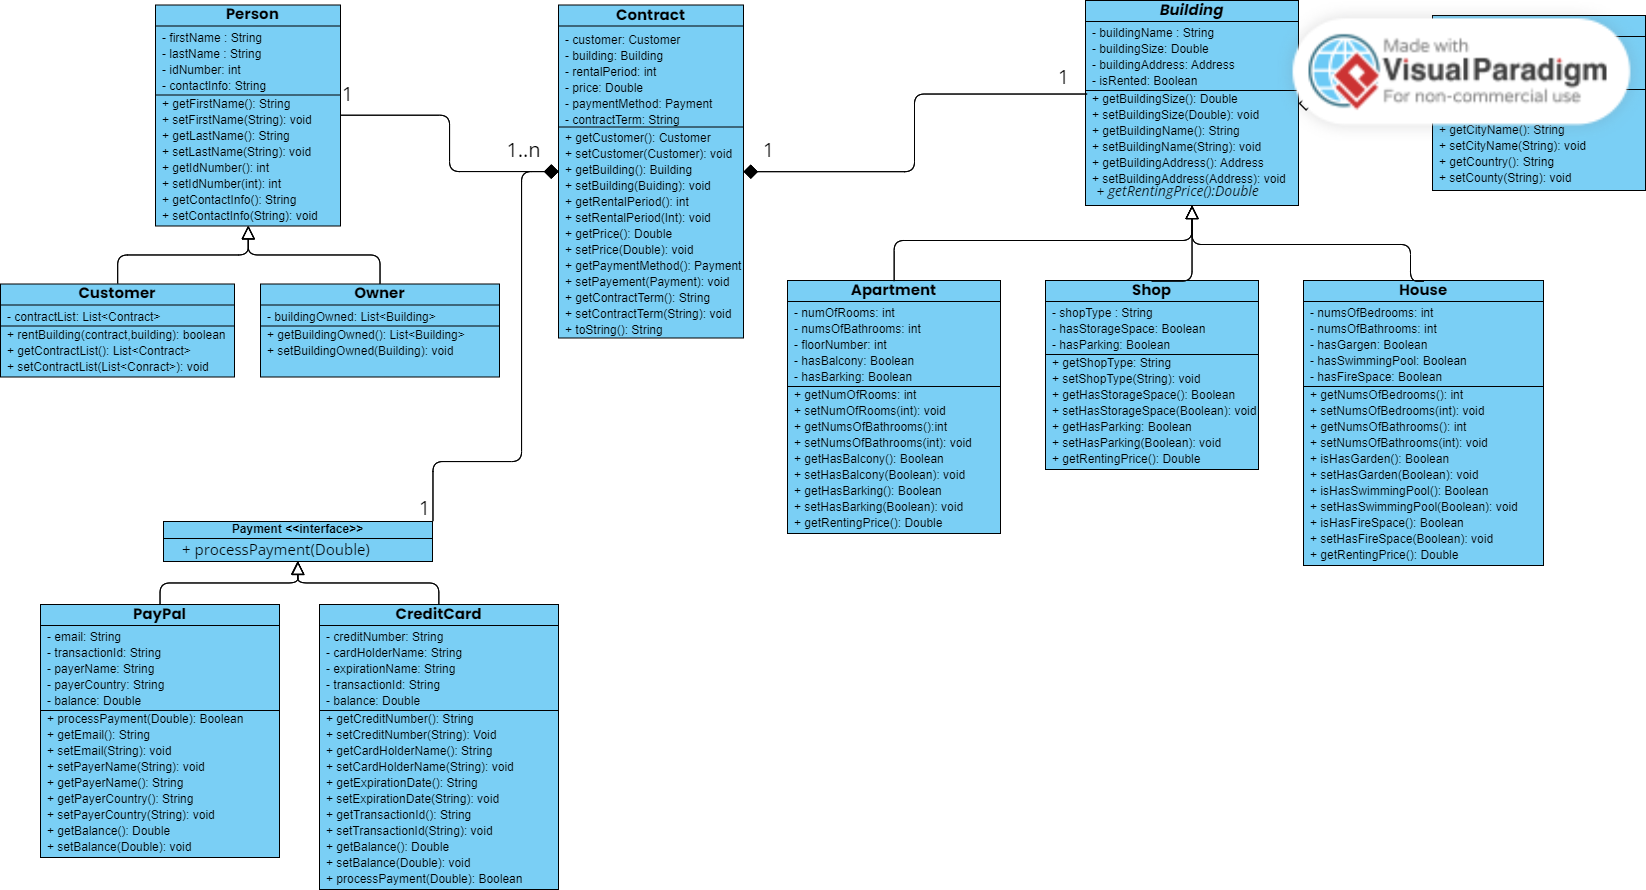 Person
- firstName : String
- lastName : String
- idNumber: int
- contactInfo: String
+ getFirstName(): String
+ setFirstName(String): void
+ getLastName(): String
+ setLastName(String): void
+ getIdNumber(): int
+ setIdNumber(int): int
+ getContactInfo(): String
+ setContactInfo(String): void
1
1..n
Contract
- customer: Customer
- building: Building
- rentalPeriod: int
- price: Double
- paymentMethod: Payment
- contractTerm: String
+ getCustomer(): Customer
+ setCustomer(Customer): void
+ getBuilding(): Building
+ setBuilding(Buiding): void
+ getRentalPeriod(): int
+ setRentalPeriod(Int): void
+ getPrice(): Double
+ setPrice(Double): void
+ getPaymentMethod(): Payment
+ setPayement(Payment): void
+ getContractTerm(): String
+ setContractTerm(String): void
+ toString(): String
1
1
Building
- buildingName : String
- buildingSize: Double
- buildingAddress: Address
- isRented: Boolean
+ getBuildingSize(): Double
+ setBuildingSize(Double): void
+ getBuildingName(): String
+ setBuildingName(String): void
+ getBuildingAddress(): Address
+ setBuildingAddress(Address): void
+ getRentingPrice():Double
Made with
Visual Paradigm
For non-commercial use
+ getCityName(): String
+ setCityName(String): void
+ getCountry(): String
+ setCounty(String): void
Customer
- contractList: List<Contract>
+ rentBuilding(contract,building): boolean
+ getContractList(): List<Contract>
+ setContractList(List<Conract>): void
Owner
- buildingOwned: List<Building>
+ getBuildingOwned(): List<Building>
+ setBuildingOwned(Building): void
Apartment
- numOfRooms: int
- numsOfBathrooms: int
- floorNumber: int
- hasBalcony: Boolean
- hasBarking: Boolean
+ getNumOfRooms: int
+ setNumOfRooms(int): void
+ getNumsOfBathrooms():int
+ setNumsOfBathrooms(int): void
+ getHasBalcony(): Boolean
+ setHasBalcony(Boolean): void
+ getHasBarking(): Boolean
+ setHasBarking(Boolean): void
+ getRentingPrice(): Double
Shop
- shopType : String
- hasStorageSpace: Boolean
- hasParking: Boolean
+ getShopType: String
+ setShopType(String): void
+ getHasStorageSpace(): Boolean
+ setHasStorageSpace(Boolean): void
+ getHasParking: Boolean
+ setHasParking(Boolean): void
+ getRentingPrice(): Double
House
- numsOfBedrooms: int
- numsOfBathrooms: int
- hasGargen: Boolean
- hasSwimmingPool: Boolean
- hasFireSpace: Boolean
+ getNumsOfBedrooms(): int
+ setNumsOfBedrooms(int): void
+ getNumsOfBathrooms(): int
+ setNumsOfBathrooms(int): void
+ isHasGarden(): Boolean
+ setHasGarden(Boolean): void
+ isHasSwimmingPool(): Boolean
+ setHasSwimmingPool(Boolean): void
+ isHasFireSpace(): Boolean
+ setHasFireSpace(Boolean): void
+ getRentingPrice(): Double
1
Payment <<interface>>
+ processPayment(Double)
PayPal
- email: String
- transactionId: String
- payerName: String
- payerCountry: String
- balance: Double
+ processPayment(Double): Boolean
+ getEmail(): String
+ setEmail(String): void
+ setPayerName(String): void
+ getPayerName(): String
+ getPayerCountry(): String
+ setPayerCountry(String): void
+ getBalance(): Double
+ setBalance(Double): void
CreditCard
- creditNumber: String
- cardHolderName: String
- expirationName: String
- transactionId: String
- balance: Double
+ getCreditNumber(): String
+ setCreditNumber(String): Void
+ getCardHolderName(): String
+ setCardHolderName(String): void
+ getExpirationDate(): String
+ setExpirationDate(String): void
+ getTransactionId(): String
+ setTransactionId(String): void
+ getBalance(): Double
+ setBalance(Double): void
+ processPayment(Double): Boolean